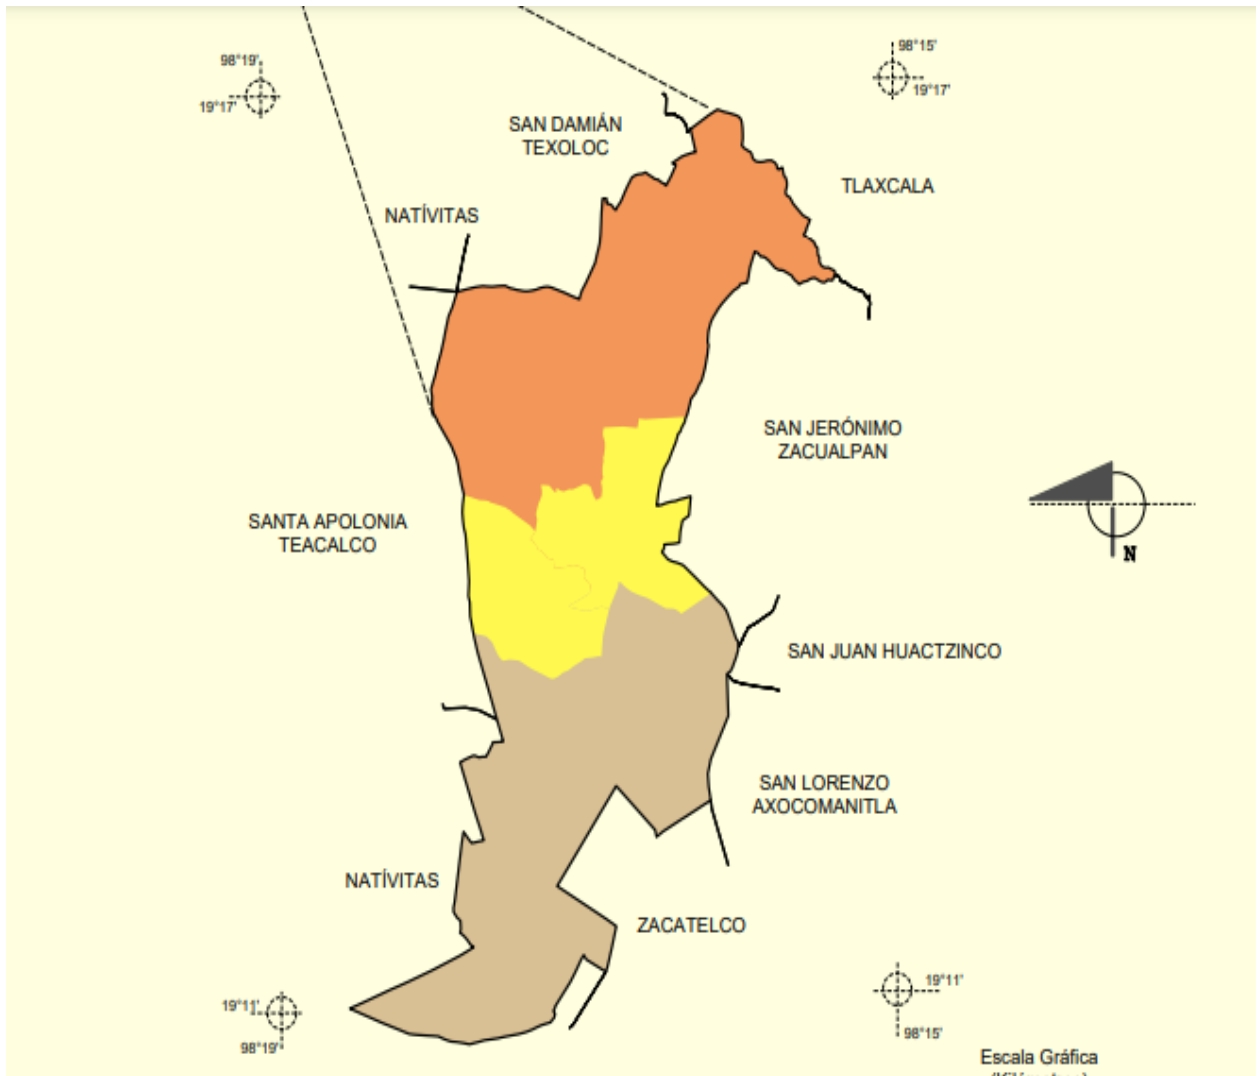 98°19'
19°17'
98°15'
19°17'
SAN DAMIÁN
TEXOLOC
TLAXCALA
NATÍVITAS
SAN JERÓNIMO
ZACUALPAN
SANTA APOLONIA
TEACALCO
N
SAN JUAN HUACTZINCO
SAN LORENZO
AXOCOMANITLA
NATÍVITAS
ZACATELCO
19°11'
98°19'
19°11'
98°15'
Escala Gráfica